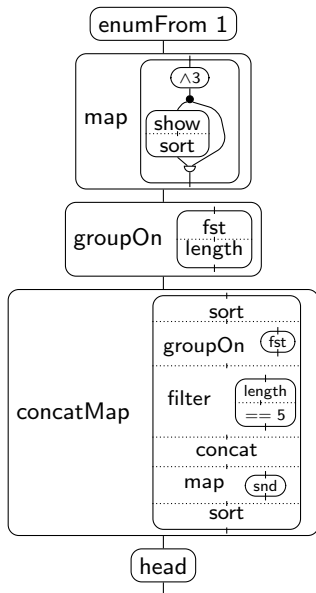 enumFrom 1
∧3
map
show
sort
fst
groupOn
length
sort
groupOn
fst
filter
length
== 5
concatMap
concat
map
snd
sort
head